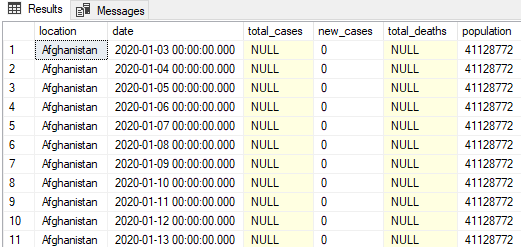 Results Messages
location date total_cases new_cases total_deaths population
1 Afghanistan 2020-01-03 00:00:00.000 NULL 0 NULL 41128772
2 Afghanistan 2020-01-04 00:00:00.000 NULL 0 NULL 41128772
3 Afghanistan 2020-01-05 00:00:00.000 NULL 0 NULL 41128772
4 Afghanistan 2020-01-06 00:00:00.000 NULL 0 NULL 41128772
5 Afghanistan 2020-01-07 00:00:00.000 NULL 0 NULL 41128772
6 Afghanistan 2020-01-08 00:00:00.000 NULL 0 NULL 41128772
7 Afghanistan 2020-01-09 00:00:00.000 NULL 0 NULL 41128772
8 Afghanistan 2020-01-10 00:00:00.000 NULL 0 NULL 41128772
9 Afghanistan 2020-01-11 00:00:00.000 NULL 0 NULL 41128772
10 Afghanistan 2020-01-12 00:00:00.000 NULL 0 NULL 41128772
11 Afghanistan 2020-01-13 00:00:00.000 NULL 0 NULL 41128772